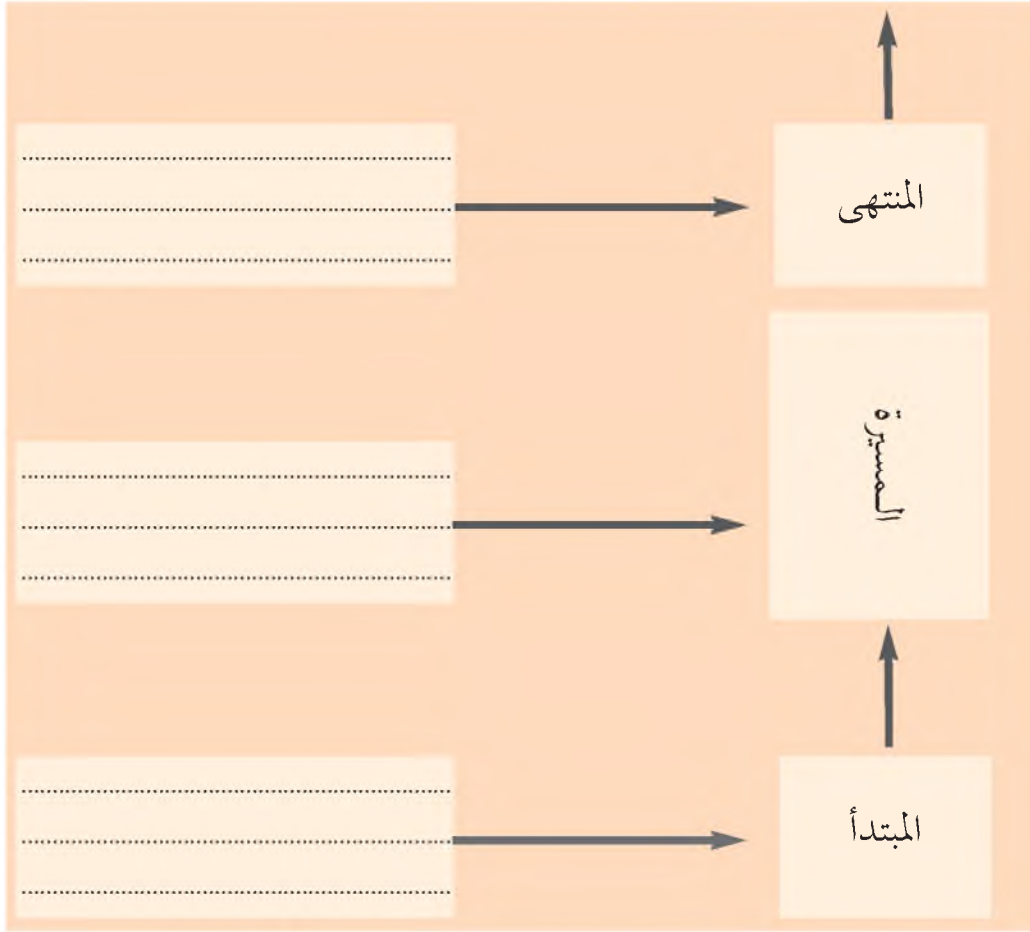 المنتهى
المسيرة
المبتدأ